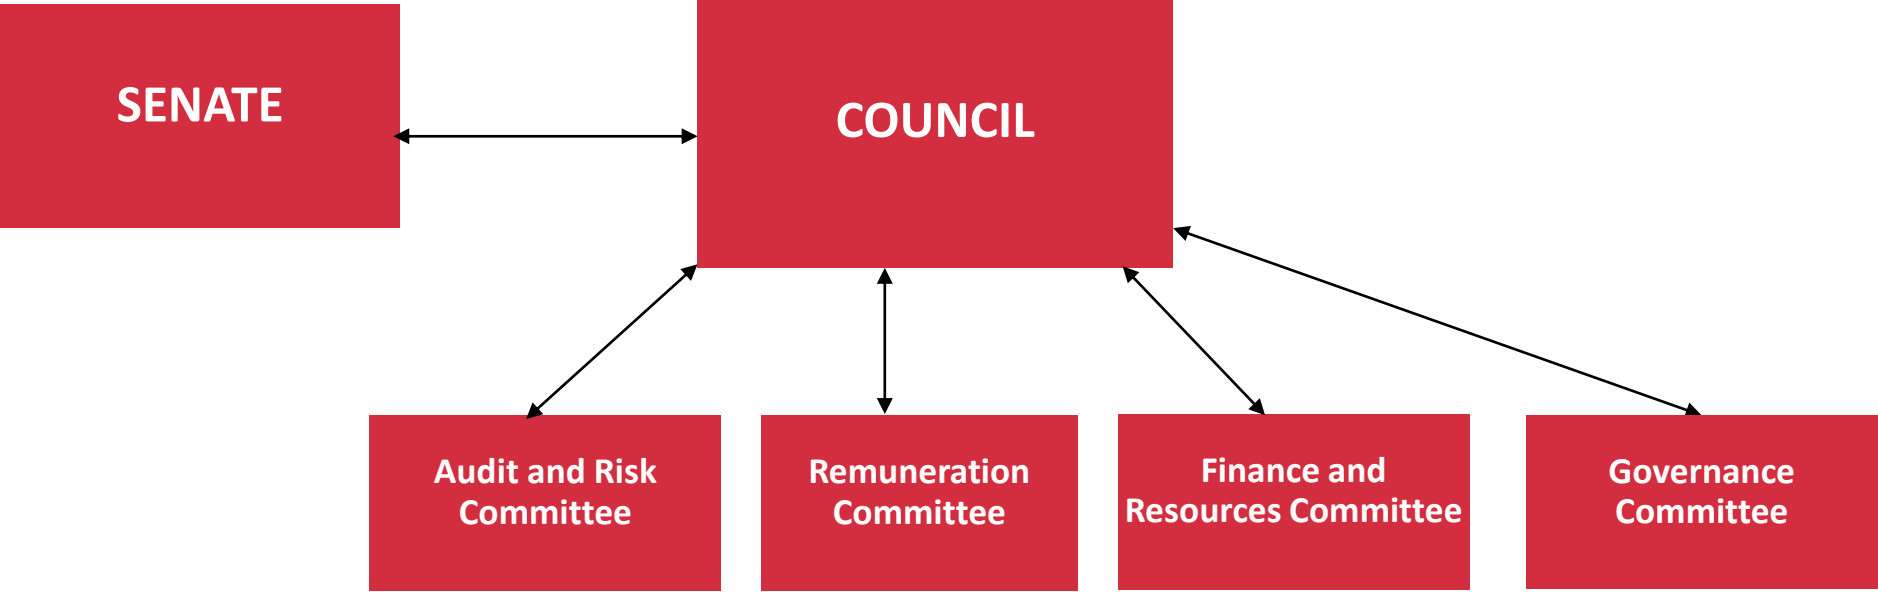 SENATE
COUNCIL
Audit and Risk
Committee
Remuneration
Committee
Finance and
Resources Committee
Governance
Committee